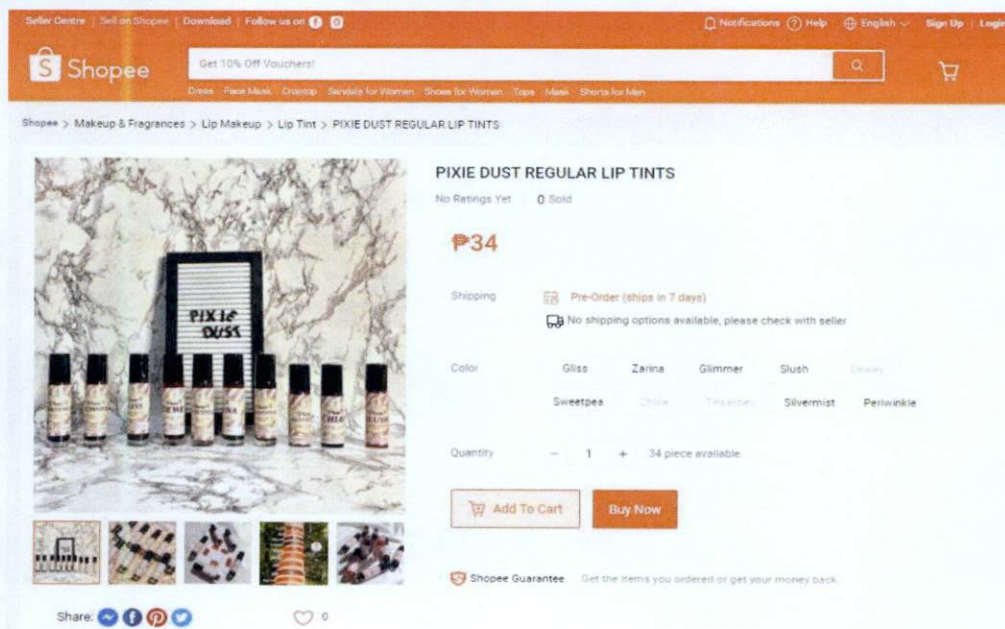 Seller Centre | Sell on Shopee | Download | Follow us on
Notifications Help English Sign Up | Login
Shopee
Get 10% Off Vouchers!
Dress Face Mask Croptop Sandals for Women Shoes for Women Tops Mask Shorts for Men
Shopee > Makeup & Fragrances > Lip Makeup > Lip Tint > PIXIE DUST REGULAR LIP TINTS
PIXIE DUST REGULAR LIP TINTS
No Ratings Yet 0 Sold
₱34
Shipping Pre-Order (ships in 7 days)
No shipping options available, please check with seller
Color Gliss Zarina Glimmer Slush Dewey
Sweetpea Chloe Tinkerbell Silvermist Periwinkle
Quantity − 1 + 34 piece available
Add To Cart Buy Now
PIXIE
DUST
Shopee Guarantee Get the items you ordered or get your money back.
Share: 0